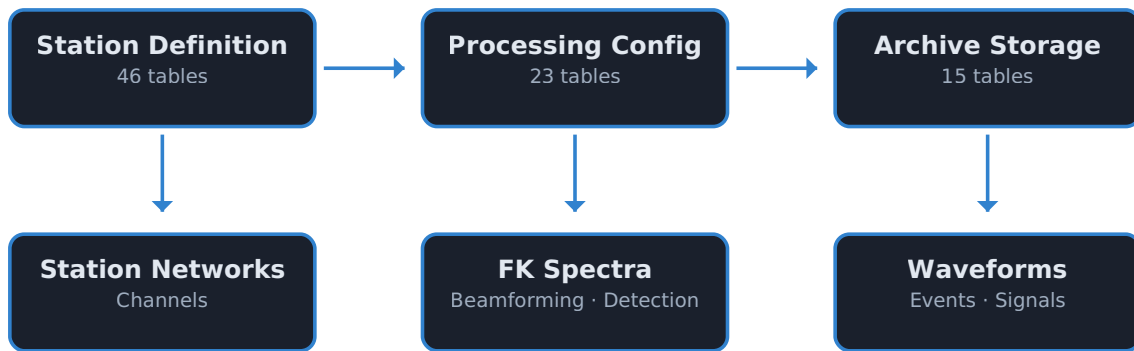 Station Definition
46 tables
Processing Config
23 tables
Archive Storage
15 tables
Station Networks
Channels
FK Spectra
Beamforming · Detection
Waveforms
Events · Signals